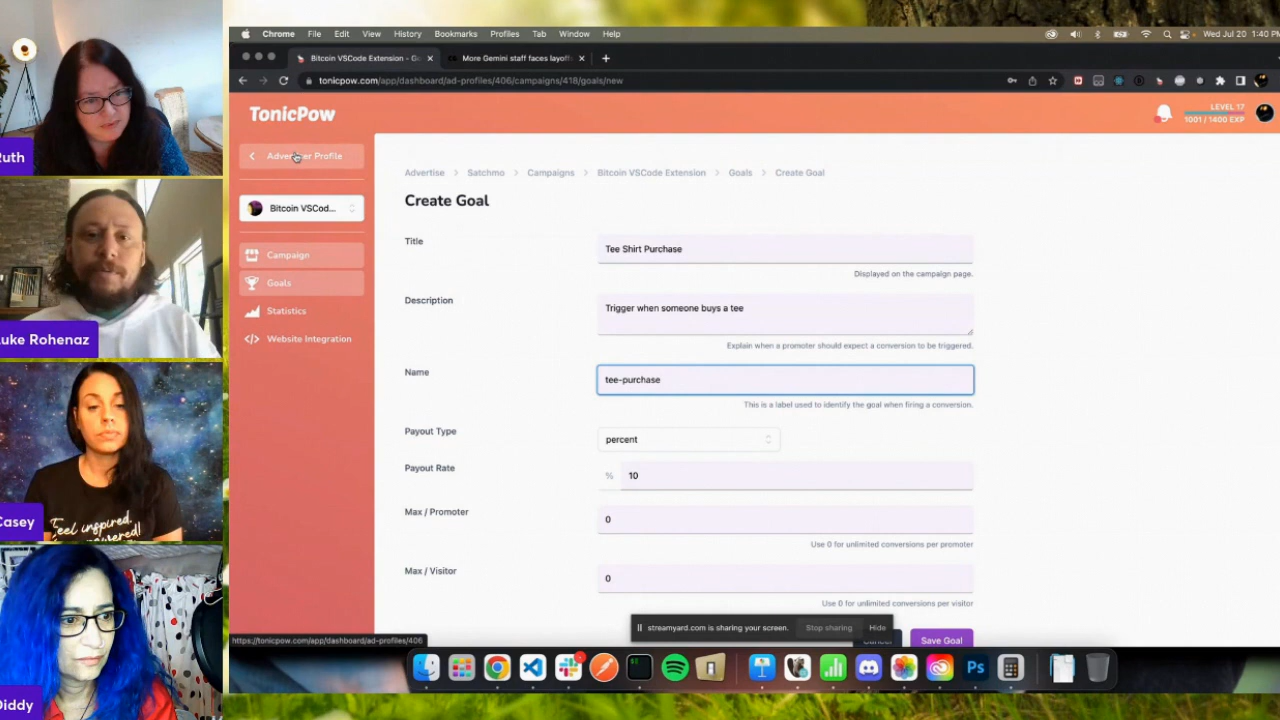 Ruth
Luke Rohenaz
Casey
Feel inspired.
Diddy
Chrome File Edit View History Bookmarks Profiles Tab Window Help
Wed Jul 20 1:40 PM
Bitcoin VSCode Extension - Go
More Gemini staff faces layoffs
tonicpow.com/app/dashboard/ad-profiles/406/campaigns/418/goals/new
TonicPow
LEVEL 17
1001 / 1400 EXP
Advertiser Profile
Bitcoin VSCod...
Campaign
Goals
Statistics
Website Integration
Advertise > Satchmo > Campaigns > Bitcoin VSCode Extension > Goals > Create Goal
Create Goal
Title
Tee Shirt Purchase
Displayed on the campaign page.
Description
Trigger when someone buys a tee
Explain when a promoter should expect a conversion to be triggered.
Name
tee-purchase
This is a label used to identify the goal when firing a conversion.
Payout Type
percent
Payout Rate
% 10
Max / Promoter
0
Use 0 for unlimited conversions per promoter
Max / Visitor
0
Use 0 for unlimited conversions per visitor
streamyard.com is sharing your screen. Stop sharing Hide
Cancel
Save Goal
https://tonicpow.com/app/dashboard/ad-profiles/406
Ps